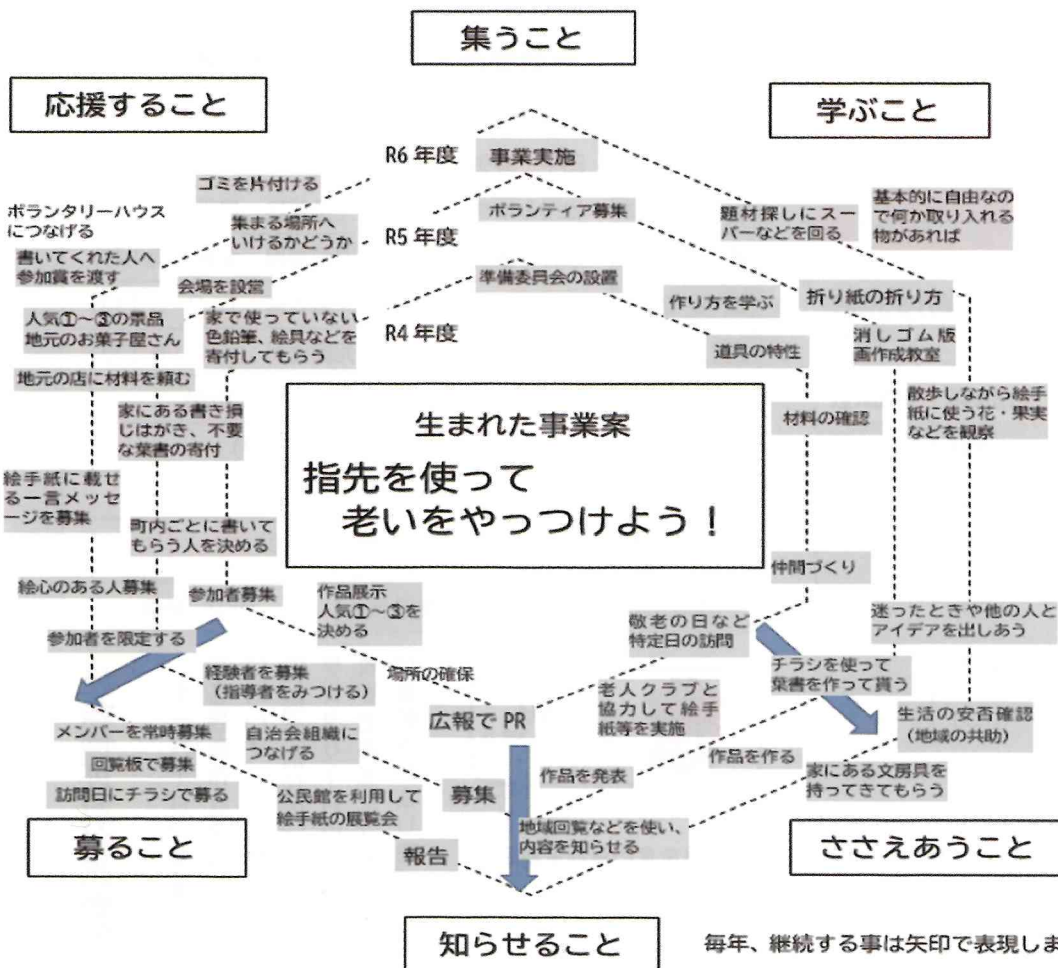 集うこと
応援すること
学ぶこと
R6 年度
事業実施
ゴミを片付ける
ボランタリーハウス
につなげる
集まる場所へ
いけるかどうか
R5 年度
ボランティア募集
題材探しにスー
パーなどを回る
基本的に自由なの
で何か取り入れる
物があれば
書いてくれた人へ
参加賞を渡す
会場を設営
準備委員会の設置
作り方を学ぶ
折り紙の折り方
人気①〜③の景品
地元のお菓子屋さん
家で使っていない
色鉛筆、絵具などを
寄付してもらう
R4 年度
道具の特性
消しゴム版
画作成教室
地元の店に材料を頼む
家にある書き損
じはがき、不要
な葉書の寄付
生まれた事業案
指先を使って
老いをやっつけよう！
材料の確認
散歩しながら絵手
紙に使う花・果実
などを観察
絵手紙に載せ
る一言メッセ
ージを募集
町内ごとに書いて
もらう人を決める
仲間づくり
絵心のある人募集
参加者募集
作品展示
人気①〜③を
決める
敬老の日など
特定日の訪問
迷ったときや他の人と
アイデアを出しあう
参加者を限定する
経験者を募集
（指導者をみつける）
場所の確保
チラシを使って
葉書を作って貰う
広報で PR
老人クラブと
協力して絵手
紙等を実施
生活の安否確認
（地域の共助）
メンバーを常時募集
自治会組織に
つなげる
回覧板で募集
作品を発表
作品を作る
家にある文房具を
持ってきてもらう
訪問日にチラシで募る
公民館を利用して
絵手紙の展覧会
募集
地域回覧などを使い、
内容を知らせる
募ること
報告
ささえあうこと
知らせること
毎年、継続する事は矢印で表現しま